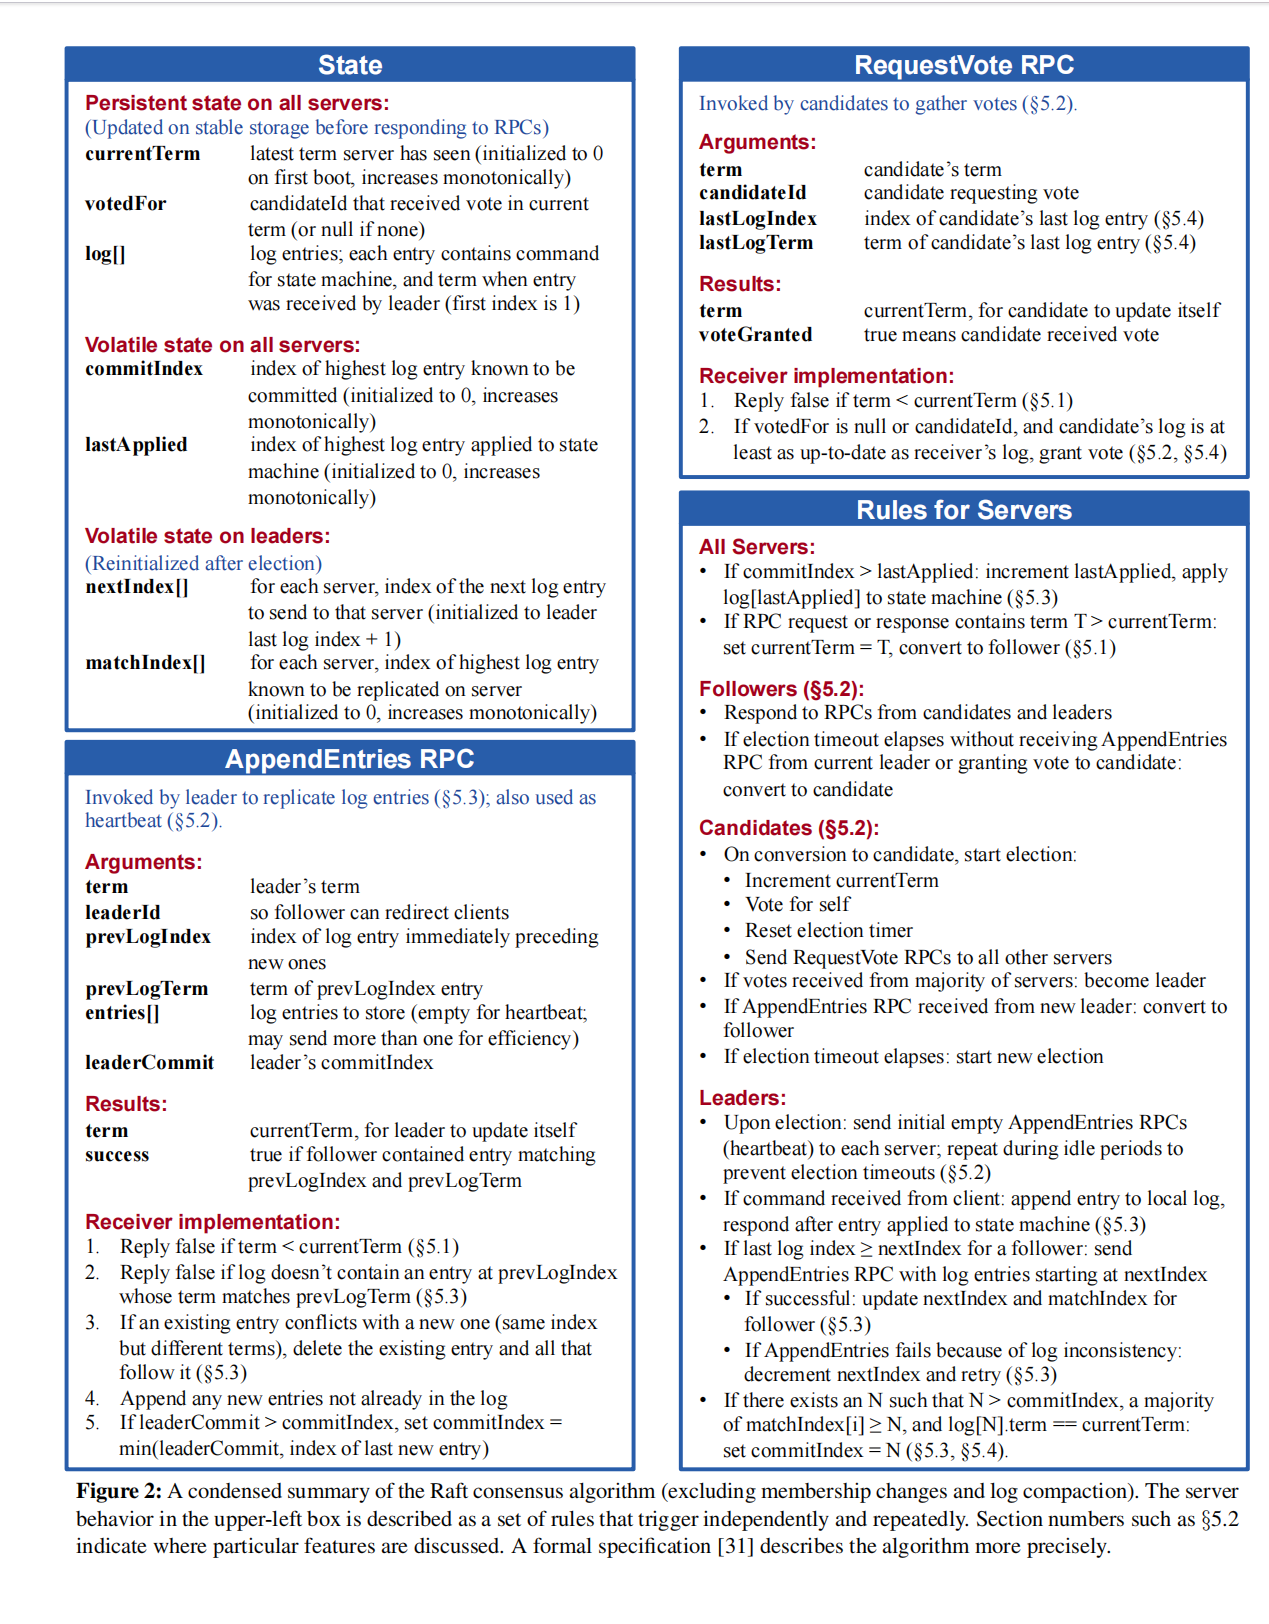 State
Persistent state on all servers:
(Updated on stable storage before responding to RPCs)
currentTerm latest term server has seen (initialized to 0
on first boot, increases monotonically)
votedFor candidateId that received vote in current
term (or null if none)
log[] log entries; each entry contains command
for state machine, and term when entry
was received by leader (first index is 1)
Volatile state on all servers:
commitIndex index of highest log entry known to be
committed (initialized to 0, increases
monotonically)
lastApplied index of highest log entry applied to state
machine (initialized to 0, increases
monotonically)
Volatile state on leaders:
(Reinitialized after election)
nextIndex[] for each server, index of the next log entry
to send to that server (initialized to leader
last log index + 1)
matchIndex[] for each server, index of highest log entry
known to be replicated on server
(initialized to 0, increases monotonically)
AppendEntries RPC
Invoked by leader to replicate log entries (§5.3); also used as
heartbeat (§5.2).
Arguments:
term leader’s term
leaderId so follower can redirect clients
prevLogIndex index of log entry immediately preceding
new ones
prevLogTerm term of prevLogIndex entry
entries[] log entries to store (empty for heartbeat;
may send more than one for efficiency)
leaderCommit leader’s commitIndex
Results:
term currentTerm, for leader to update itself
success true if follower contained entry matching
prevLogIndex and prevLogTerm
Receiver implementation:
1. Reply false if term < currentTerm (§5.1)
2. Reply false if log doesn’t contain an entry at prevLogIndex
whose term matches prevLogTerm (§5.3)
3. If an existing entry conflicts with a new one (same index
but different terms), delete the existing entry and all that
follow it (§5.3)
4. Append any new entries not already in the log
5. If leaderCommit > commitIndex, set commitIndex =
min(leaderCommit, index of last new entry)
RequestVote RPC
Invoked by candidates to gather votes (§5.2).
Arguments:
term candidate’s term
candidateId candidate requesting vote
lastLogIndex index of candidate’s last log entry (§5.4)
lastLogTerm term of candidate’s last log entry (§5.4)
Results:
term currentTerm, for candidate to update itself
voteGranted true means candidate received vote
Receiver implementation:
1. Reply false if term < currentTerm (§5.1)
2. If votedFor is null or candidateId, and candidate’s log is at
least as up-to-date as receiver’s log, grant vote (§5.2, §5.4)
Rules for Servers
All Servers:
• If commitIndex > lastApplied: increment lastApplied, apply
log[lastApplied] to state machine (§5.3)
• If RPC request or response contains term T > currentTerm:
set currentTerm = T, convert to follower (§5.1)
Followers (§5.2):
• Respond to RPCs from candidates and leaders
• If election timeout elapses without receiving AppendEntries
RPC from current leader or granting vote to candidate:
convert to candidate
Candidates (§5.2):
• On conversion to candidate, start election:
• Increment currentTerm
• Vote for self
• Reset election timer
• Send RequestVote RPCs to all other servers
• If votes received from majority of servers: become leader
• If AppendEntries RPC received from new leader: convert to
follower
• If election timeout elapses: start new election
Leaders:
• Upon election: send initial empty AppendEntries RPCs
(heartbeat) to each server; repeat during idle periods to
prevent election timeouts (§5.2)
• If command received from client: append entry to local log,
respond after entry applied to state machine (§5.3)
• If last log index ≥ nextIndex for a follower: send
AppendEntries RPC with log entries starting at nextIndex
• If successful: update nextIndex and matchIndex for
follower (§5.3)
• If AppendEntries fails because of log inconsistency:
decrement nextIndex and retry (§5.3)
• If there exists an N such that N > commitIndex, a majority
of matchIndex[i] ≥ N, and log[N].term == currentTerm:
set commitIndex = N (§5.3, §5.4).
Figure 2: A condensed summary of the Raft consensus algorithm (excluding membership changes and log compaction). The server
behavior in the upper-left box is described as a set of rules that trigger independently and repeatedly. Section numbers such as §5.2
indicate where particular features are discussed. A formal specification [31] describes the algorithm more precisely.